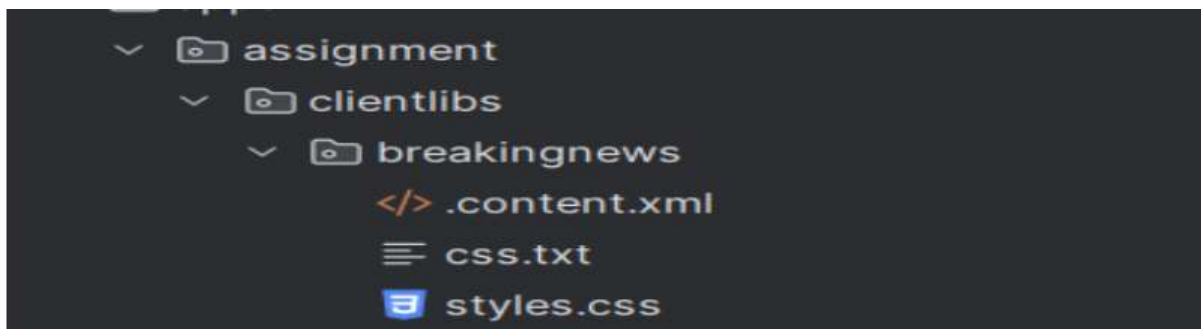 assignment
clientlibs
breakingnews
</> .content.xml
css.txt
styles.css